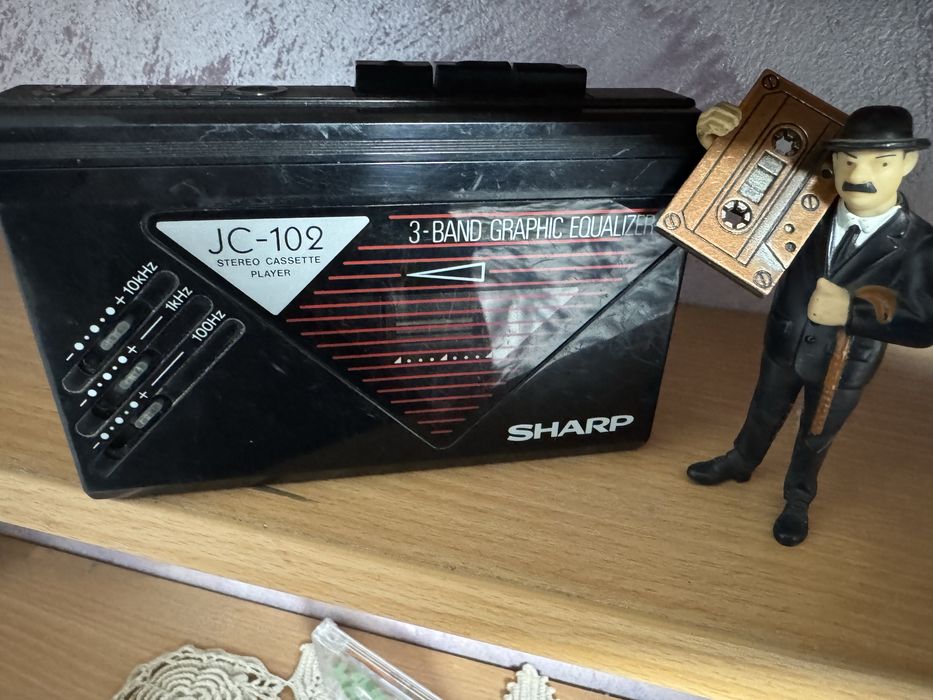 JC-102
STEREO CASSETTE
PLAYER
3-BAND GRAPHIC EQUALIZER
- + 10kHz
- + 1kHz
- + 100Hz
SHARP